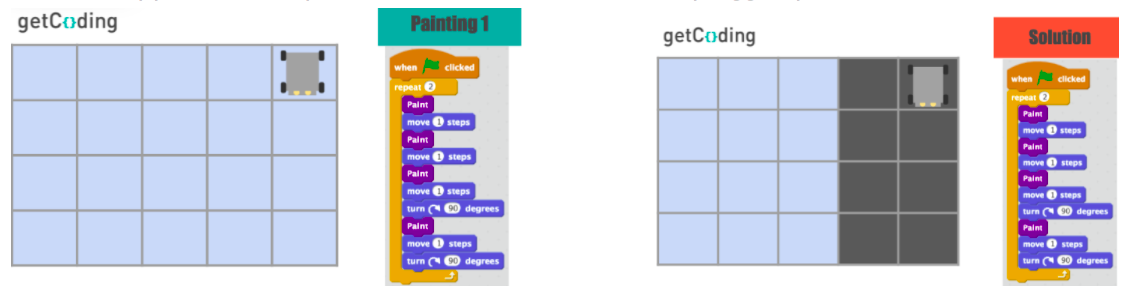 getCoding
Painting 1
when clicked
repeat 2
Paint
move 1 steps
Paint
move 1 steps
Paint
move 1 steps
turn 90 degrees
Paint
move 1 steps
turn 90 degrees
getCoding
Solution
when clicked
repeat 2
Paint
move 1 steps
Paint
move 1 steps
Paint
move 1 steps
turn 90 degrees
Paint
move 1 steps
turn 90 degrees